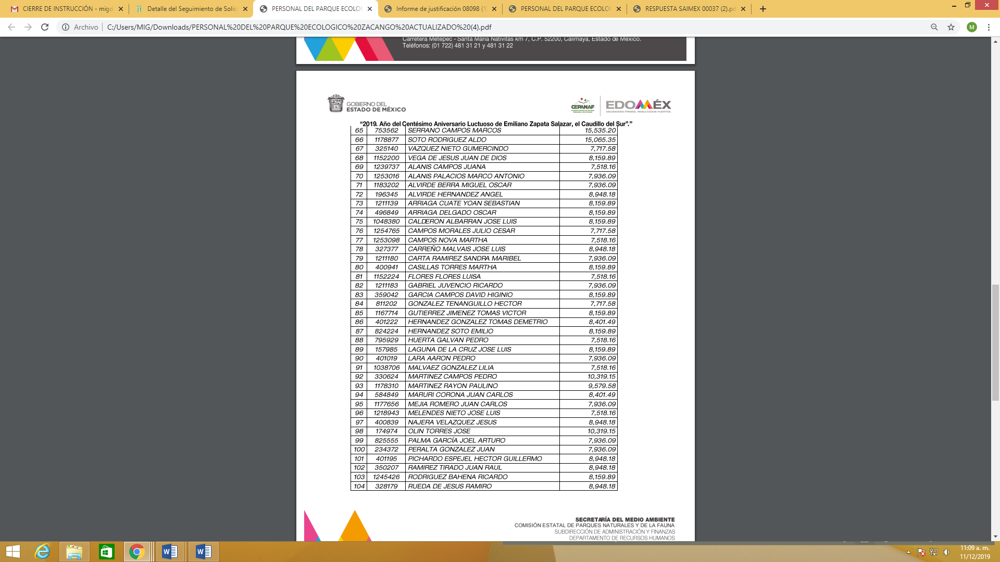 CIERRE DE INSTRUCCIÓN - migd
Detalle del Seguimiento de Solici
PERSONAL DEL PARQUE ECOLOG
Informe de justificación 08098 (1
PERSONAL DEL PARQUE ECOLOG
RESPUESTA SAIMEX 00037 (2).pd
Archivo
C:/Users/MIG/Downloads/PERSONAL%20DEL%20PARQUE%20ECOLOGICO%20ZACANGO%20ACTUALIZADO%20(4).pdf
M
Carretera Metepec - Santa María Nativitas km 7, C.P. 52200, Calimaya, Estado de México.
Teléfonos: (01 722) 481 31 21 y 481 31 22
GOBIERNO DEL
ESTADO DE MÉXICO
CEPANAF
Comisión Estatal de Parques
Naturales y de la Fauna
EDOMÉX
DECISIONES FIRMES, RESULTADOS FUERTES.
“2019. Año del Centésimo Aniversario Luctuoso de Emiliano Zapata Salazar, el Caudillo del Sur”.”
65 753562 SERRANO CAMPOS MARCOS 15,535.20
66 1178877 SOTO RODRIGUEZ ALDO 15,065.35
67 325140 VAZQUEZ NIETO GUMERCINDO 7,717.58
68 1152200 VEGA DE JESUS JUAN DE DIOS 8,159.89
69 1239737 ALANIS CAMPOS JUANA 7,518.16
70 1253016 ALANIS PALACIOS MARCO ANTONIO 7,936.09
71 1183202 ALVIRDE BERRA MIGUEL OSCAR 7,936.09
72 196345 ALVIRDE HERNANDEZ ANGEL 8,948.18
73 1211139 ARRIAGA CUATE YOAN SEBASTIAN 8,159.89
74 496849 ARRIAGA DELGADO OSCAR 8,159.89
75 1048380 CALDERON ALBARRAN JOSE LUIS 8,159.89
76 1254765 CAMPOS MORALES JULIO CESAR 7,717.58
77 1253098 CAMPOS NOVA MARTHA 7,518.16
78 327377 CARREÑO MALVAIS JOSE LUIS 8,948.18
79 1211180 CARTA RAMIREZ SANDRA MARIBEL 7,936.09
80 400941 CASILLAS TORRES MARTHA 8,159.89
81 1152224 FLORES FLORES LUISA 7,518.16
82 1211183 GABRIEL JUVENCIO RICARDO 7,936.09
83 359042 GARCIA CAMPOS DAVID HIGINIO 8,159.89
84 811202 GONZALEZ TENANGUILLO HECTOR 7,717.58
85 1167714 GUTIERREZ JIMENEZ TOMAS VICTOR 8,159.89
86 401222 HERNANDEZ GONZALEZ TOMAS DEMETRIO 8,401.49
87 824224 HERNANDEZ SOTO EMILIO 8,159.89
88 795929 HUERTA GALVAN PEDRO 7,518.16
89 157985 LAGUNA DE LA CRUZ JOSE LUIS 8,159.89
90 401019 LARA AARON PEDRO 7,936.09
91 1038706 MALVAEZ GONZALEZ LILIA 7,518.16
92 330624 MARTINEZ CAMPOS PEDRO 10,319.15
93 1178310 MARTINEZ RAYON PAULINO 9,579.58
94 584849 MARURI CORONA JUAN CARLOS 8,401.49
95 1177656 MEJIA ROMERO JUAN CARLOS 7,936.09
96 1218943 MELENDES NIETO JOSE LUIS 7,518.16
97 400839 NAJERA VELAZQUEZ JESUS 8,948.18
98 174974 OLIN TORRES JOSE 10,319.15
99 825555 PALMA GARCÍA JOEL ARTURO 7,936.09
100 234372 PERALTA GONZALEZ JUAN 7,936.09
101 401195 PICHARDO ESPEJEL HECTOR GUILLERMO 8,948.18
102 350207 RAMIREZ TIRADO JUAN RAUL 8,948.18
103 1245426 RODRIGUEZ BAHENA RICARDO 8,159.89
104 328179 RUEDA DE JESUS RAMIRO 8,948.18
SECRETARÍA DEL MEDIO AMBIENTE
COMISIÓN ESTATAL DE PARQUES NATURALES Y DE LA FAUNA
SUBDIRECCIÓN DE ADMINISTRACIÓN Y FINANZAS
DEPARTAMENTO DE RECURSOS HUMANOS
11:09 a. m.
11/12/2019